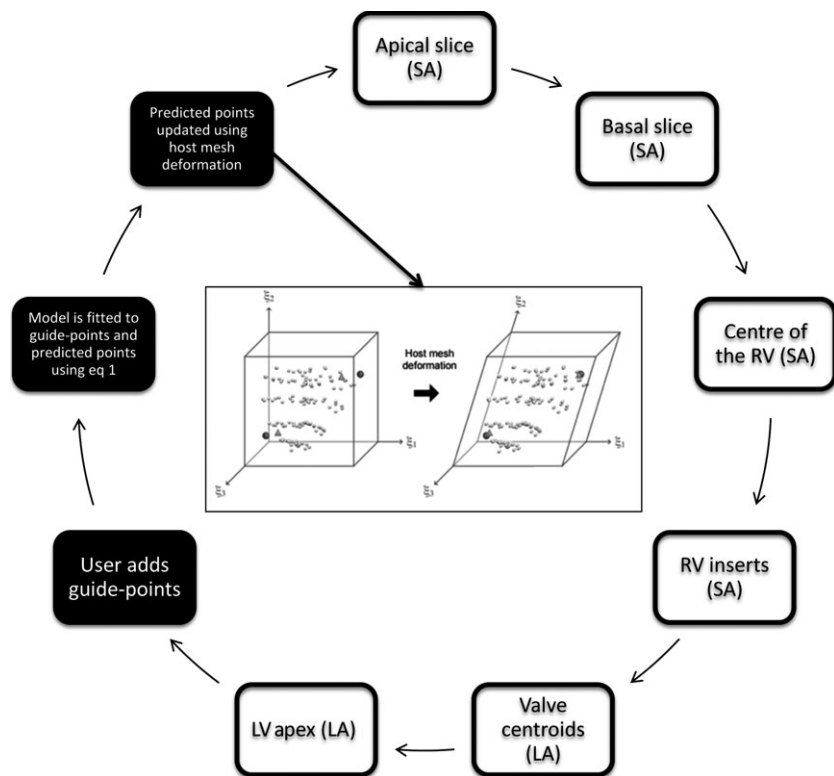 Apical slice
(SA)
Basal slice
(SA)
Centre of
the RV (SA)
RV inserts
(SA)
Valve
centroids
(LA)
LV apex (LA)
User adds
guide-points
Model is fitted to
guide-points and
predicted points
using eq 1
Predicted points
updated using
host mesh
deformation
Host mesh
deformation